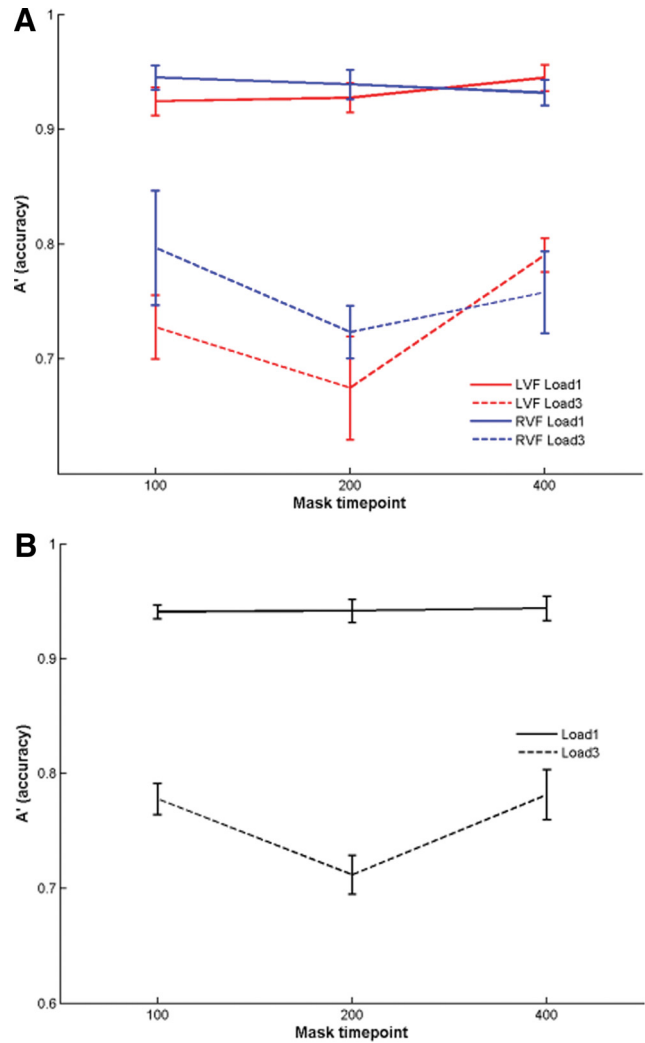 A
1
0.9
0.8
0.7
A' (accuracy)
LVF Load1
LVF Load3
RVF Load1
RVF Load3
100 200 400
Mask timepoint
B
1
0.9
0.8
0.7
0.6
A' (accuracy)
Load1
Load3
100 200 400
Mask timepoint